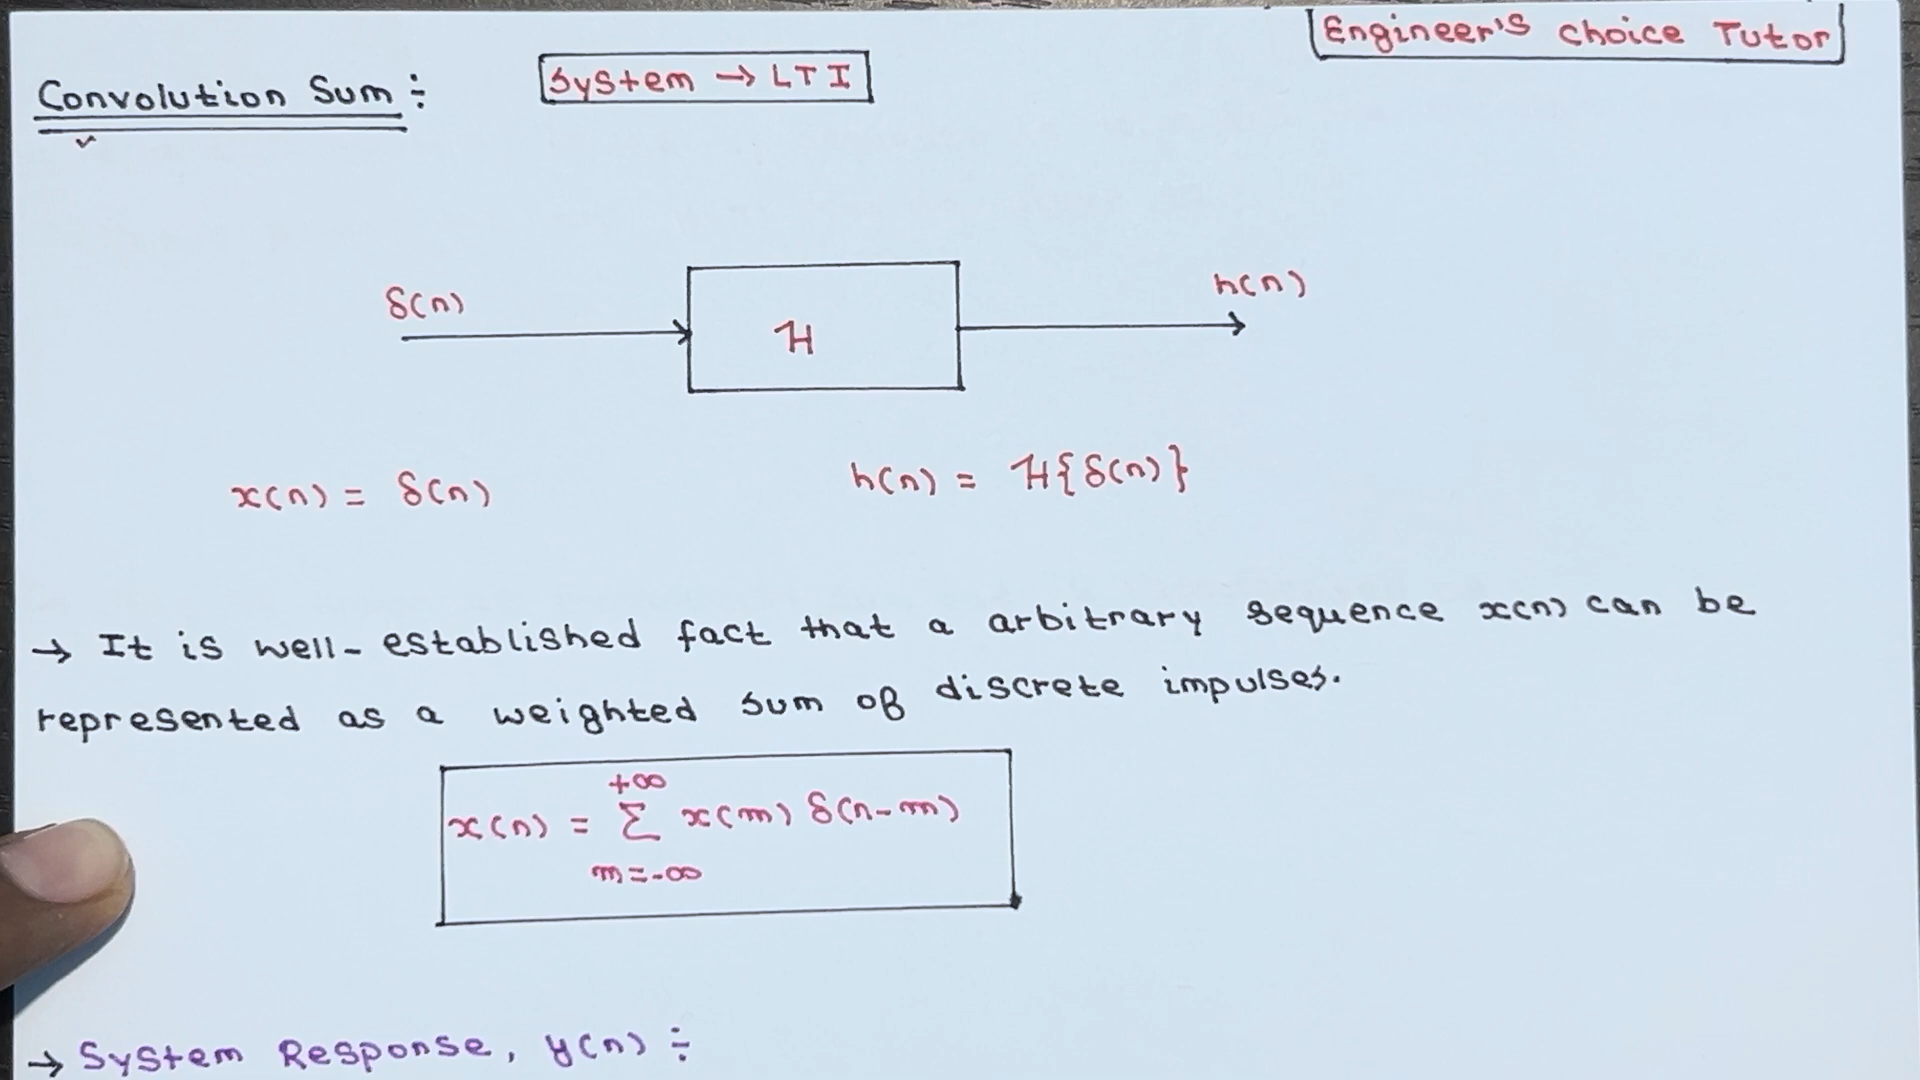 Engineer's Choice Tutor
Convolution Sum ÷
System → LTI
δ(n)
H
h(n)
x(n) = δ(n)
h(n) = H{δ(n)}
→ It is well-established fact that a arbitrary sequence x(n) can be
represented as a weighted sum of discrete impulses.
+∞
x(n) = Σ x(m) δ(n-m)
m=-∞
→ System Response, y(n) ÷